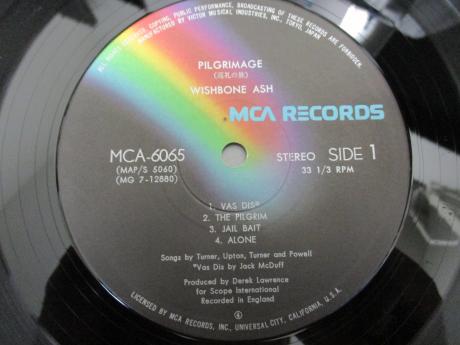 ALL RIGHTS RESERVED. COPYING, PUBLIC PERFORMANCE, BROADCASTING OF THESE RECORDS ARE FORBIDDEN.
MANUFACTURED BY VICTOR MUSICAL INDUSTRIES, INC., TOKYO, JAPAN
PILGRIMAGE
(巡礼の旅)
WISHBONE ASH
MCA RECORDS
MCA-6065
(MAP/S 5060)
(MG 7-12880)
STEREO SIDE 1
33 1/3 RPM
1. VAS DIS*
2. THE PILGRIM
3. JAIL BAIT
4. ALONE
Songs by Turner, Upton, Turner and Powell
*Vas Dis by Jack McDuff
Produced by Derek Lawrence
for Scope International
Recorded in England
LICENSED BY MCA RECORDS, INC., UNIVERSAL CITY, CALIFORNIA, U.S.A.